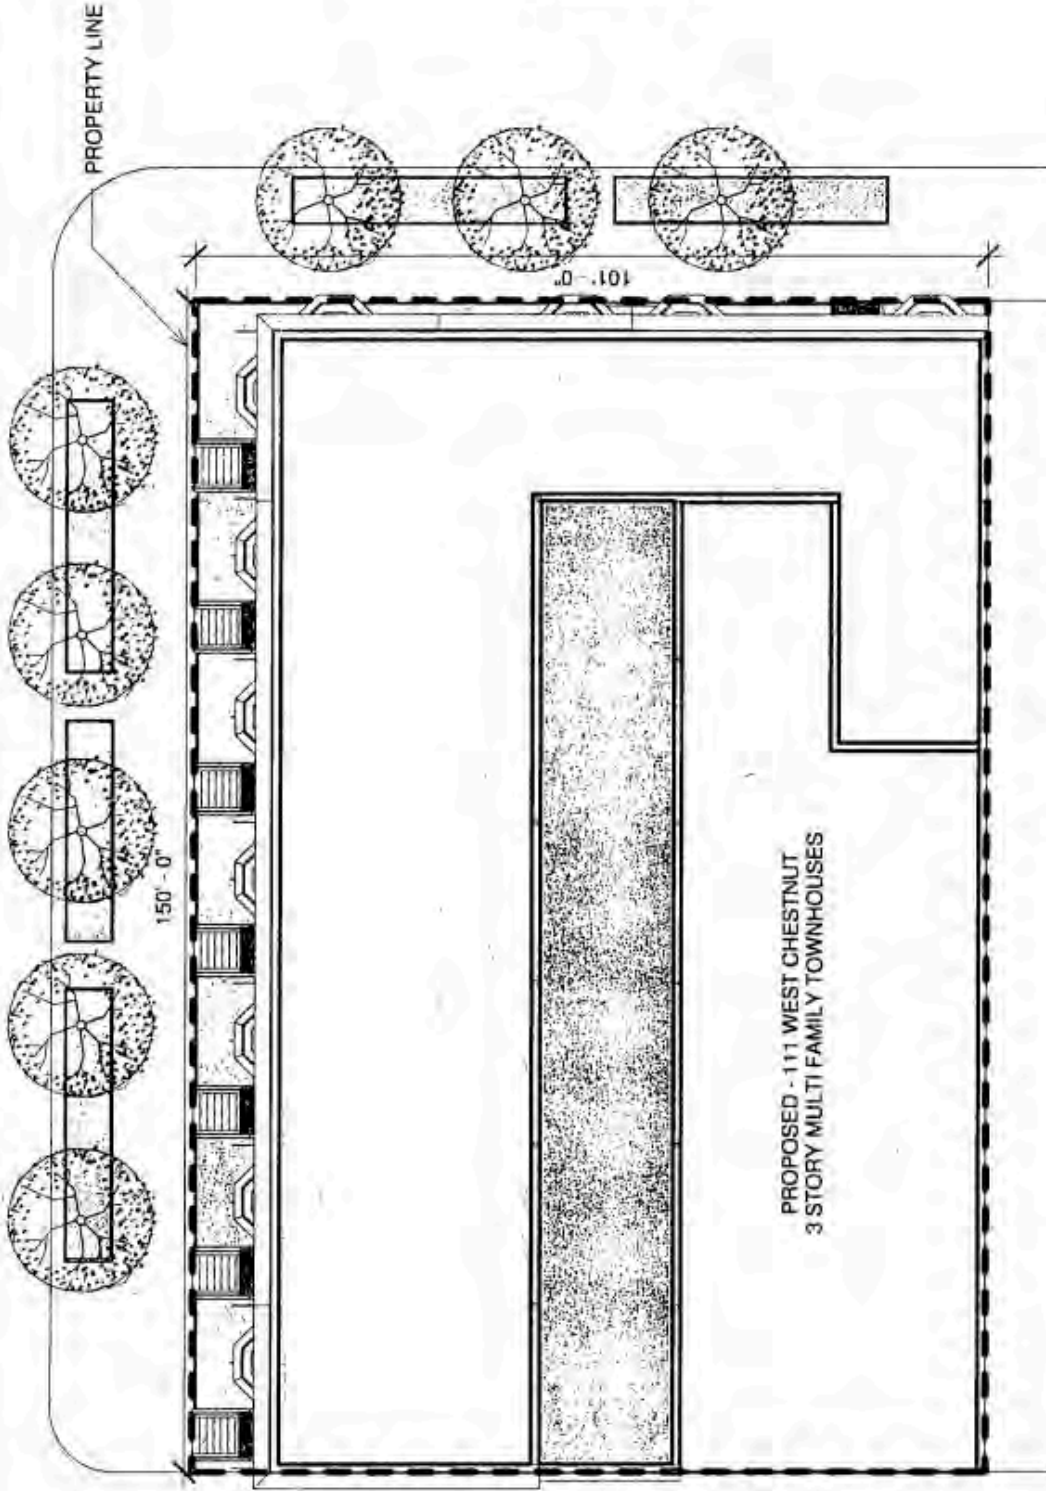 PROPERTY LINE
101'-0"
150' - 0"
PROPOSED - 111 WEST CHESTNUT
3 STORY MULTI FAMILY TOWNHOUSES